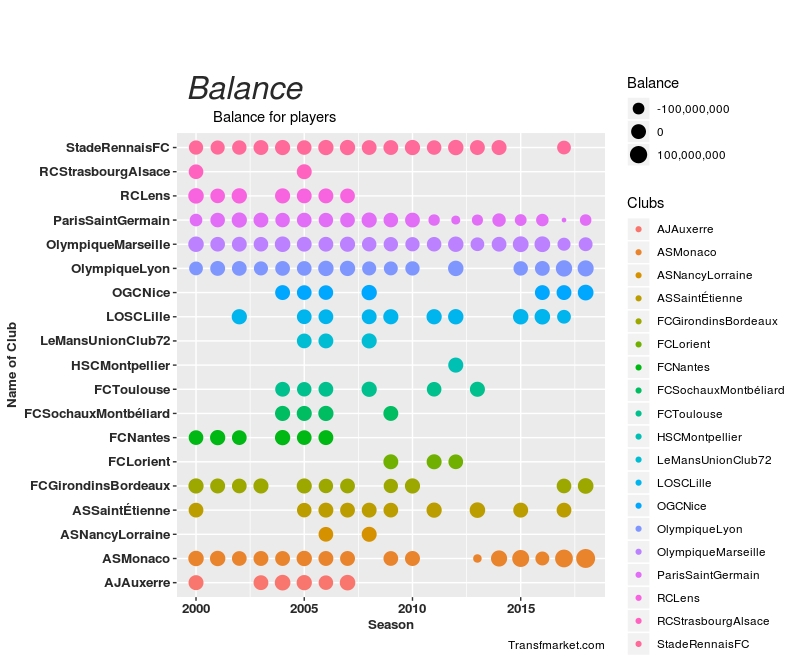 Balance
Balance for players
Name of Club
StadeRennaisFC
RCStrasbourgAlsace
RCLens
ParisSaintGermain
OlympiqueMarseille
OlympiqueLyon
OGCNice
LOSCLille
LeMansUnionClub72
HSCMontpellier
FCToulouse
FCSochauxMontbéliard
FCNantes
FCLorient
FCGirondinsBordeaux
ASSaintÉtienne
ASNancyLorraine
ASMonaco
AJAuxerre
2000 2005 2010 2015
Season
Transfmarket.com
Balance
-100,000,000
0
100,000,000
Clubs
AJAuxerre
ASMonaco
ASNancyLorraine
ASSaintÉtienne
FCGirondinsBordeaux
FCLorient
FCNantes
FCSochauxMontbéliard
FCToulouse
HSCMontpellier
LeMansUnionClub72
LOSCLille
OGCNice
OlympiqueLyon
OlympiqueMarseille
ParisSaintGermain
RCLens
RCStrasbourgAlsace
StadeRennaisFC